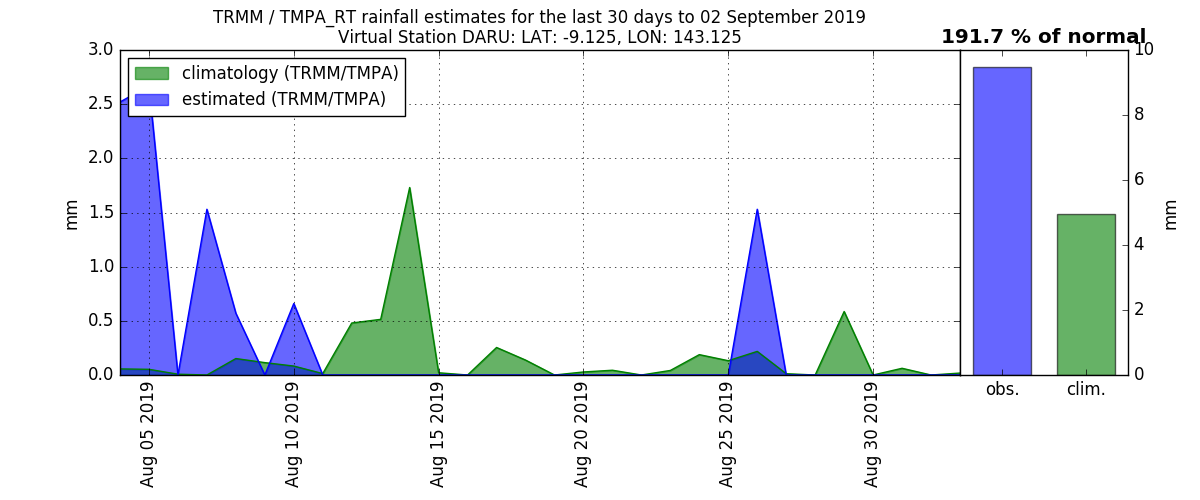 TRMM / TMPA_RT rainfall estimates for the last 30 days to 02 September 2019
Virtual Station DARU: LAT: -9.125, LON: 143.125
191.7 % of normal
climatology (TRMM/TMPA)
estimated (TRMM/TMPA)
3.0
2.5
2.0
1.5
1.0
0.5
0.0
mm
Aug 05 2019
Aug 10 2019
Aug 15 2019
Aug 20 2019
Aug 25 2019
Aug 30 2019
10
8
6
4
2
0
mm
obs.
clim.